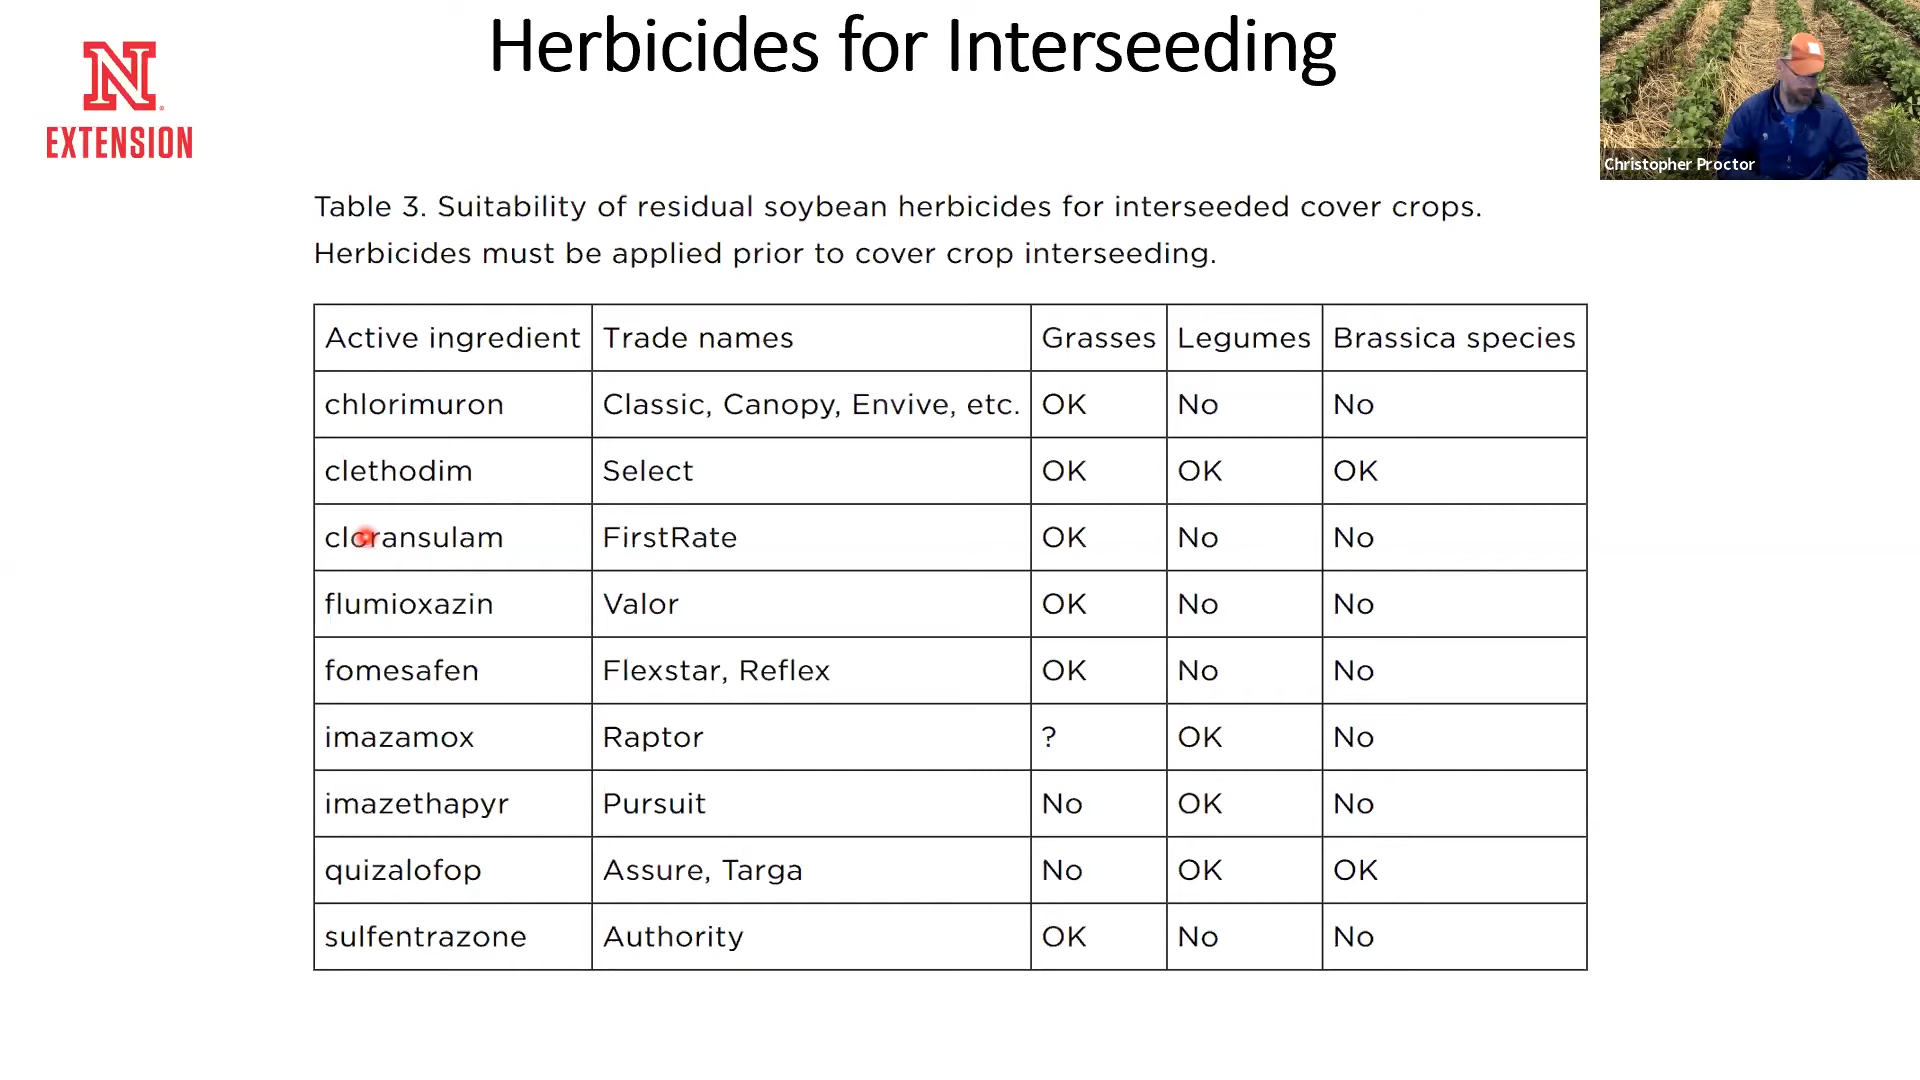 Herbicides for Interseeding
N
EXTENSION
Christopher Proctor
Table 3. Suitability of residual soybean herbicides for interseeded cover crops.
Herbicides must be applied prior to cover crop interseeding.
Active ingredient Trade names Grasses Legumes Brassica species
chlorimuron Classic, Canopy, Envive, etc. OK No No
clethodim Select OK OK OK
cloransulam FirstRate OK No No
flumioxazin Valor OK No No
fomesafen Flexstar, Reflex OK No No
imazamox Raptor ? OK No
imazethapyr Pursuit No OK No
quizalofop Assure, Targa No OK OK
sulfentrazone Authority OK No No